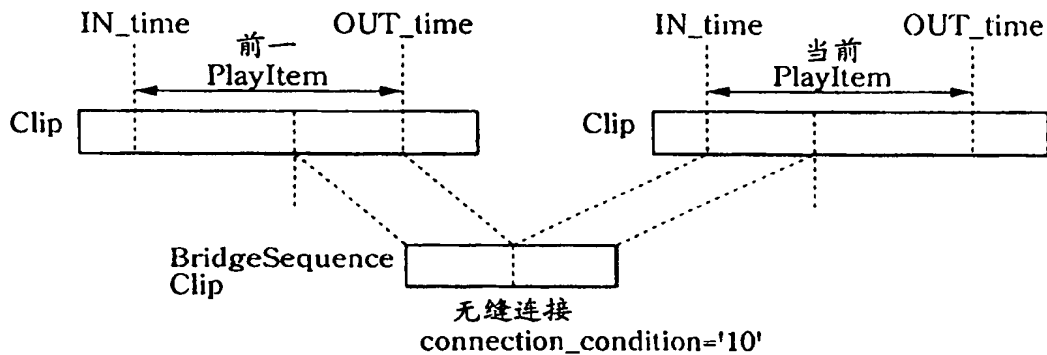 IN_time
OUT_time
IN_time
OUT_time
前一
PlayItem
当前
PlayItem
Clip
Clip
BridgeSequence
Clip
无缝连接
connection_condition='10'